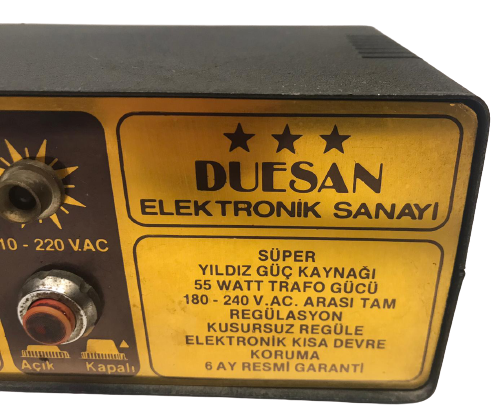 DUESAN
ELEKTRONİK SANAYİ
10 - 220 V.AC
Açık Kapalı
SÜPER
YILDIZ GÜÇ KAYNAĞI
55 WATT TRAFO GÜCÜ
180 - 240 V.AC. ARASI TAM
REGÜLASYON
KUSURSUZ REGÜLE
ELEKTRONİK KISA DEVRE
KORUMA
6 AY RESMİ GARANTİ